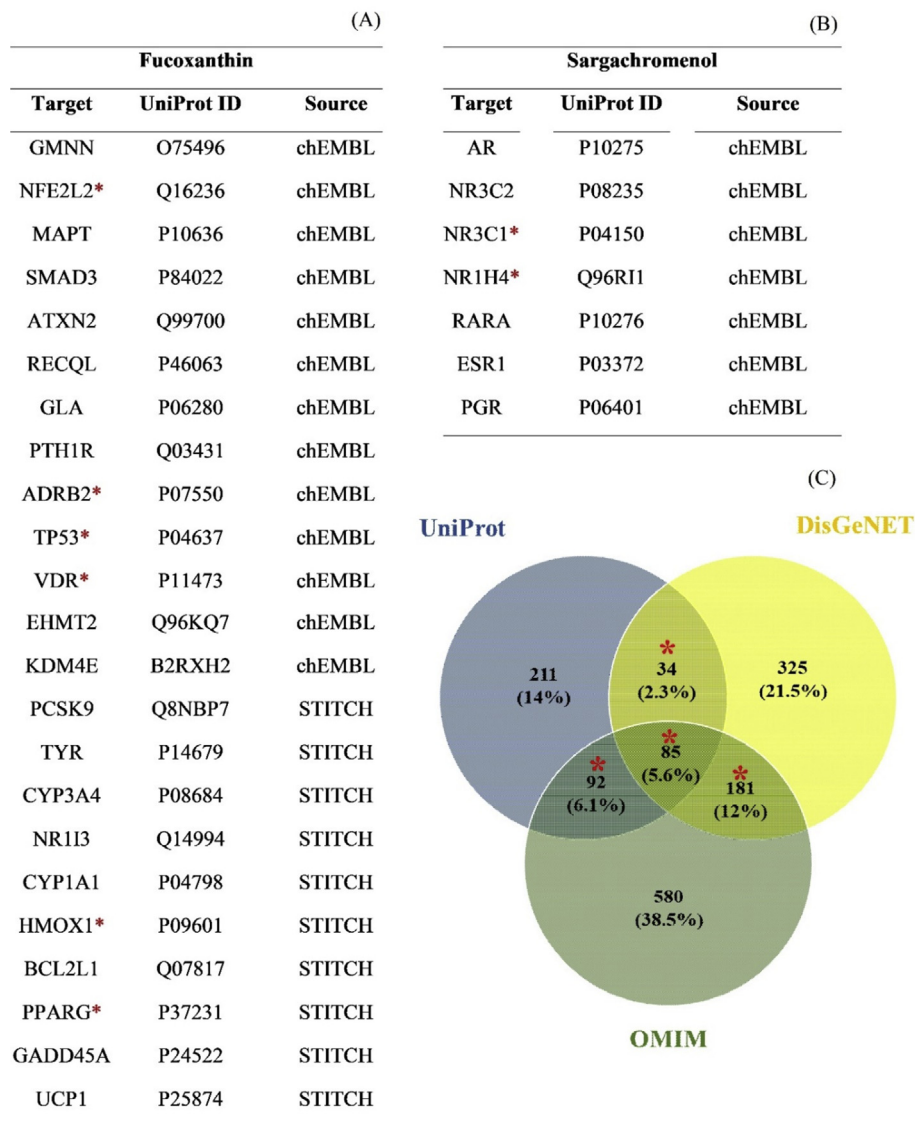 (A)
Fucoxanthin
Target UniProt ID Source
GMNN O75496 chEMBL
NFE2L2* Q16236 chEMBL
MAPT P10636 chEMBL
SMAD3 P84022 chEMBL
ATXN2 Q99700 chEMBL
RECQL P46063 chEMBL
GLA P06280 chEMBL
PTH1R Q03431 chEMBL
ADRB2* P07550 chEMBL
TP53* P04637 chEMBL
VDR* P11473 chEMBL
EHMT2 Q96KQ7 chEMBL
KDM4E B2RXH2 chEMBL
PCSK9 Q8NBP7 STITCH
TYR P14679 STITCH
CYP3A4 P08684 STITCH
NR1I3 Q14994 STITCH
CYP1A1 P04798 STITCH
HMOX1* P09601 STITCH
BCL2L1 Q07817 STITCH
PPARG* P37231 STITCH
GADD45A P24522 STITCH
UCP1 P25874 STITCH
(B)
Sargachromenol
Target UniProt ID Source
AR P10275 chEMBL
NR3C2 P08235 chEMBL
NR3C1* P04150 chEMBL
NR1H4* Q96RI1 chEMBL
RARA P10276 chEMBL
ESR1 P03372 chEMBL
PGR P06401 chEMBL
(C)
UniProt
DisGeNET
211
(14%)
*
34
(2.3%)
325
(21.5%)
*
85
(5.6%)
*
92
(6.1%)
*
181
(12%)
580
(38.5%)
OMIM